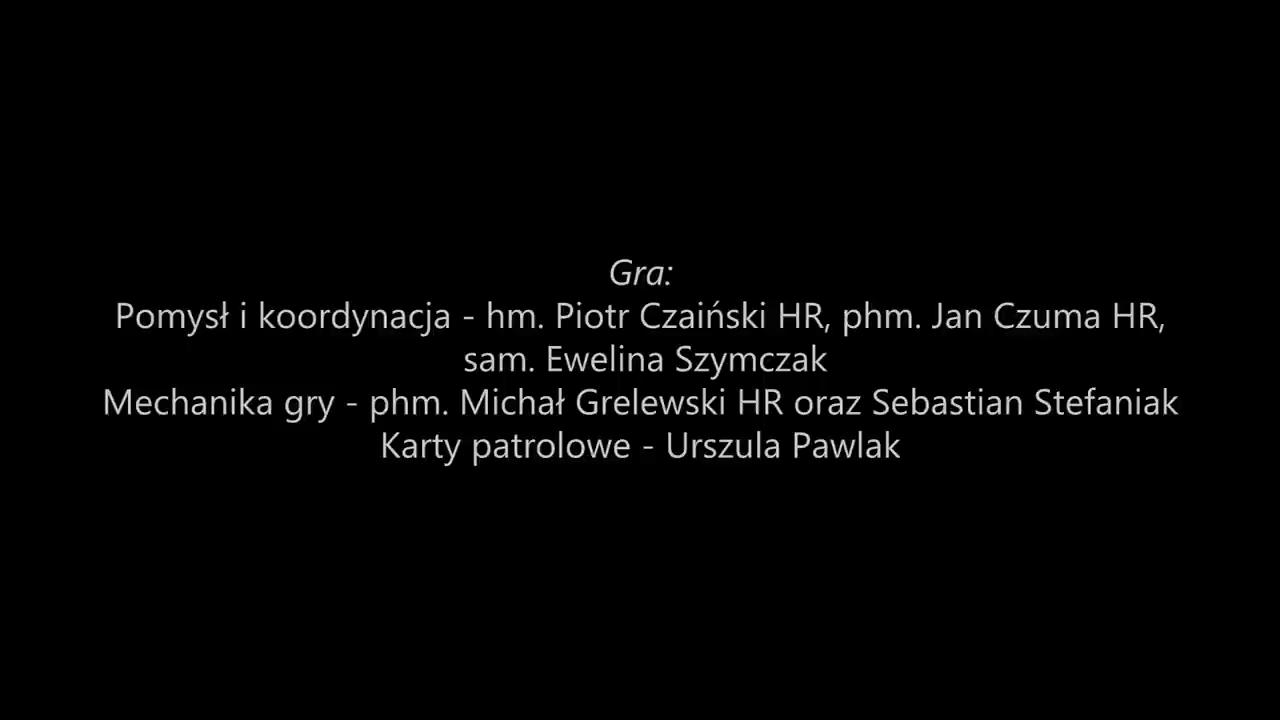 Gra:
Pomysł i koordynacja - hm. Piotr Czaiński HR, phm. Jan Czuma HR,
sam. Ewelina Szymczak
Mechanika gry - phm. Michał Grelewski HR oraz Sebastian Stefaniak
Karty patrolowe - Urszula Pawlak